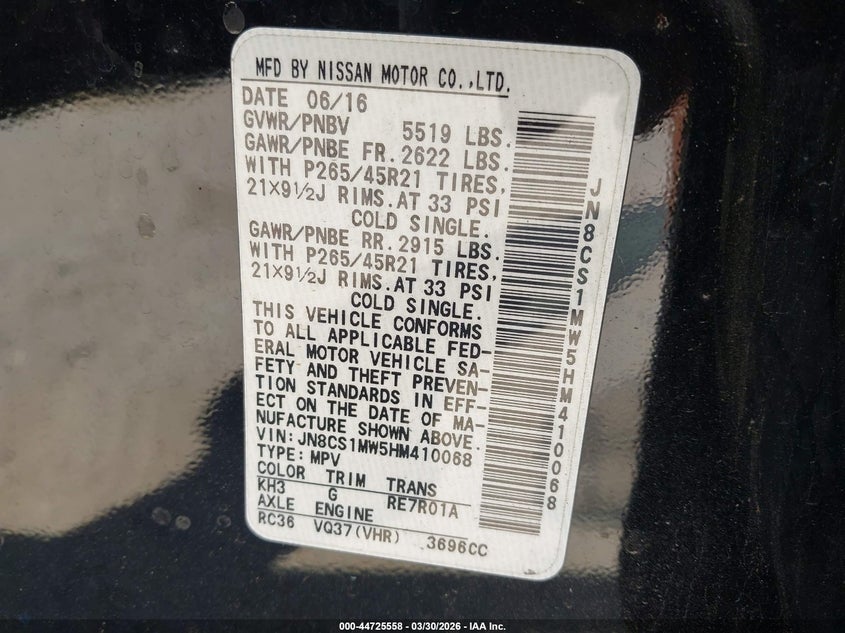 MFD BY NISSAN MOTOR CO.,LTD.
DATE 06/16
GVWR/PNBV 5519 LBS.
GAWR/PNBE FR.2622 LBS.
WITH P265/45R21 TIRES,
21X9½J RIMS.AT 33 PSI
COLD SINGLE.
GAWR/PNBE RR.2915 LBS.
WITH P265/45R21 TIRES,
21X9½J RIMS.AT 33 PSI
COLD SINGLE.
THIS VEHICLE CONFORMS
TO ALL APPLICABLE FED-
ERAL MOTOR VEHICLE SA-
FETY AND THEFT PREVEN-
TION STANDARDS IN EFF-
ECT ON THE DATE OF MA-
NUFACTURE SHOWN ABOVE.
VIN:JN8CS1MW5HM410068
TYPE:MPV
COLOR TRIM TRANS
KH3 G RE7R01A
AXLE ENGINE
RC36 VQ37(VHR) 3696CC
JN8CS1MW5HM410068
000-44725558 - 03/30/2026 - IAA Inc.